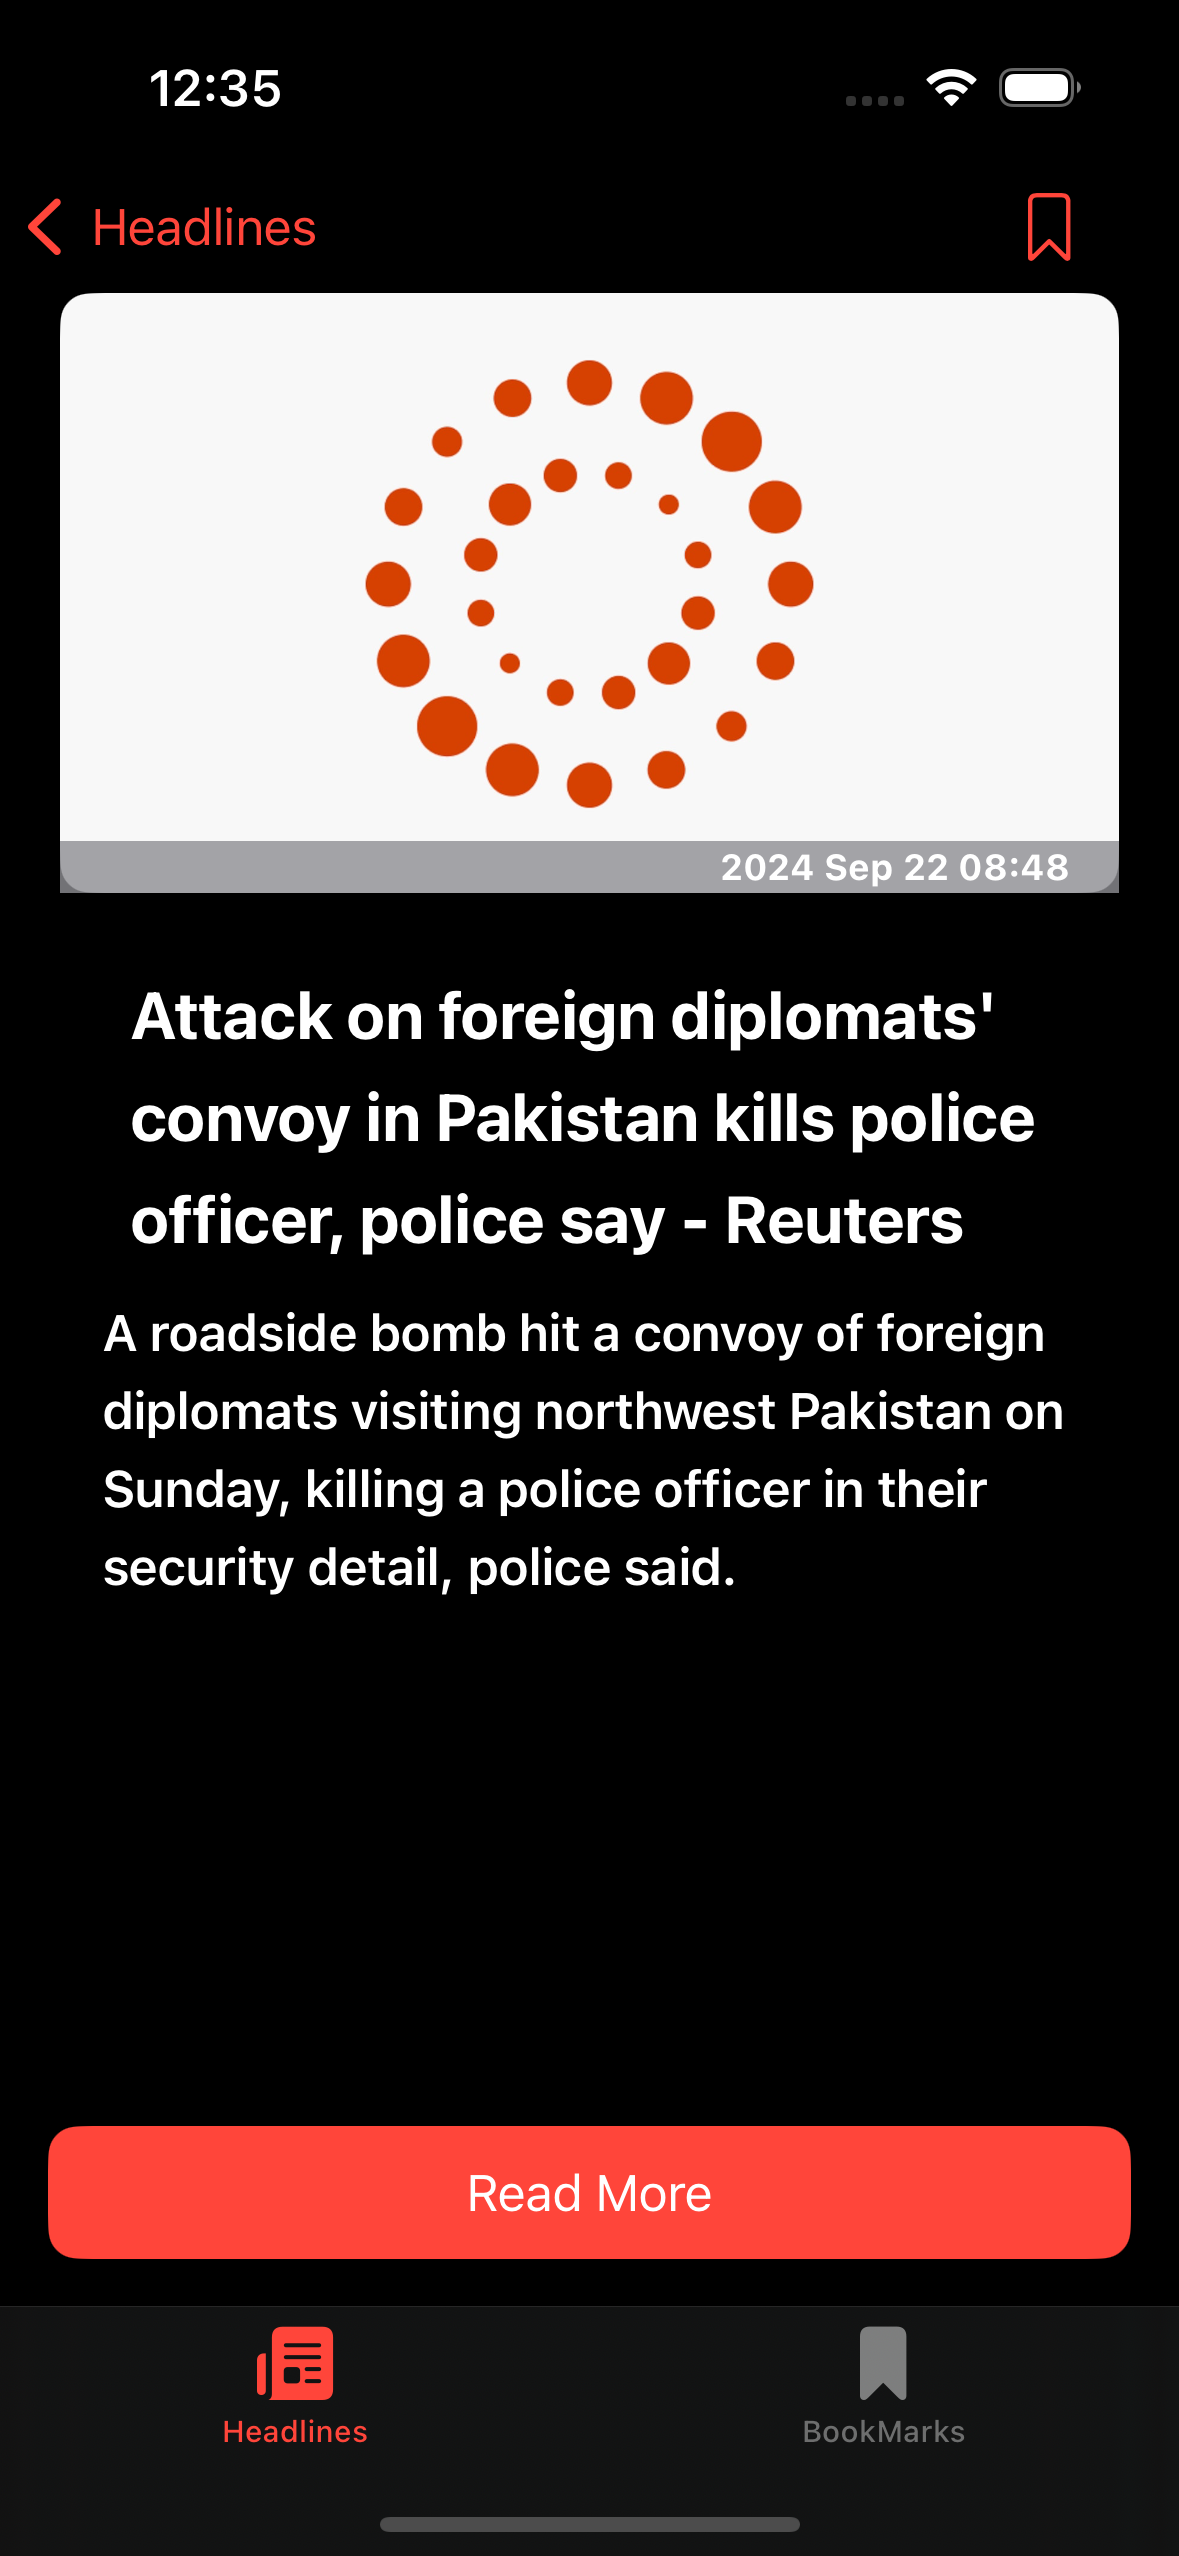 12:35
Headlines
2024 Sep 22 08:48
Attack on foreign diplomats'
convoy in Pakistan kills police
officer, police say - Reuters
A roadside bomb hit a convoy of foreign
diplomats visiting northwest Pakistan on
Sunday, killing a police officer in their
security detail, police said.
Read More
Headlines
BookMarks